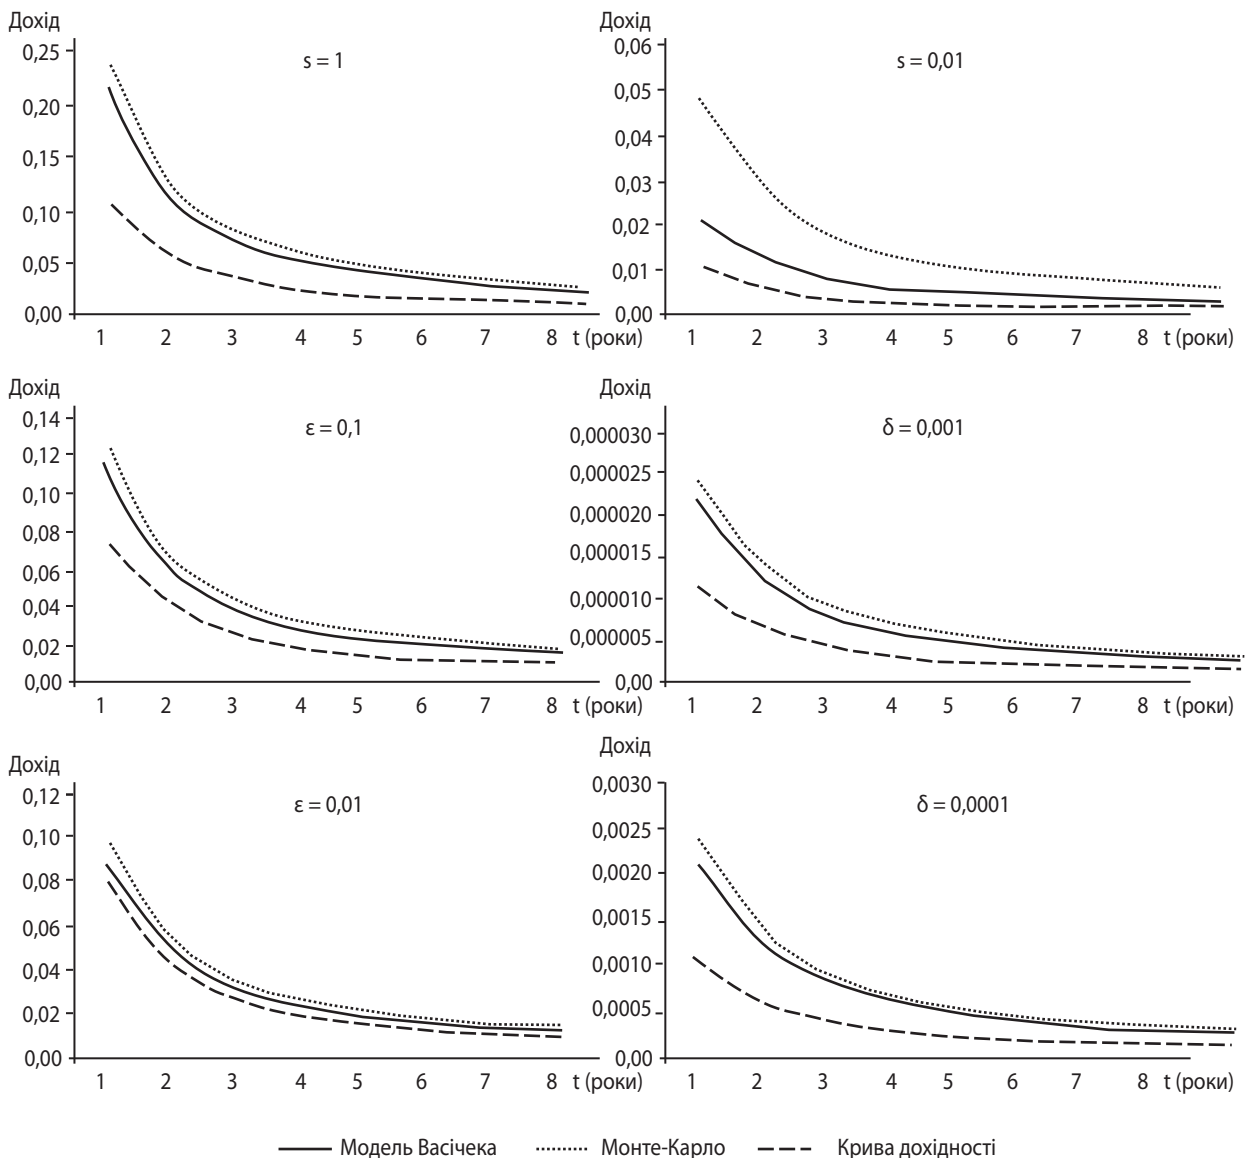 Дохід
0,25
0,20
0,15
0,10
0,05
0,00
s = 1
1 2 3 4 5 6 7 8 t (роки)
Дохід
0,06
0,05
0,04
0,03
0,02
0,01
0,00
s = 0,01
1 2 3 4 5 6 7 8 t (роки)
Дохід
0,14
0,12
0,10
0,08
0,06
0,04
0,02
0,00
ε = 0,1
1 2 3 4 5 6 7 8 t (роки)
0,000030
0,000025
0,000020
0,000015
0,000010
0,000005
0,00
δ = 0,001
1 2 3 4 5 6 7 8 t (роки)
Дохід
0,12
0,10
0,08
0,06
0,04
0,02
0,00
ε = 0,01
1 2 3 4 5 6 7 8 t (роки)
Дохід
0,0030
0,0025
0,0020
0,0015
0,0010
0,0005
0,00
δ = 0,0001
1 2 3 4 5 6 7 8 t (роки)
Дохід
Модель Васічека Монте-Карло Крива дохідності